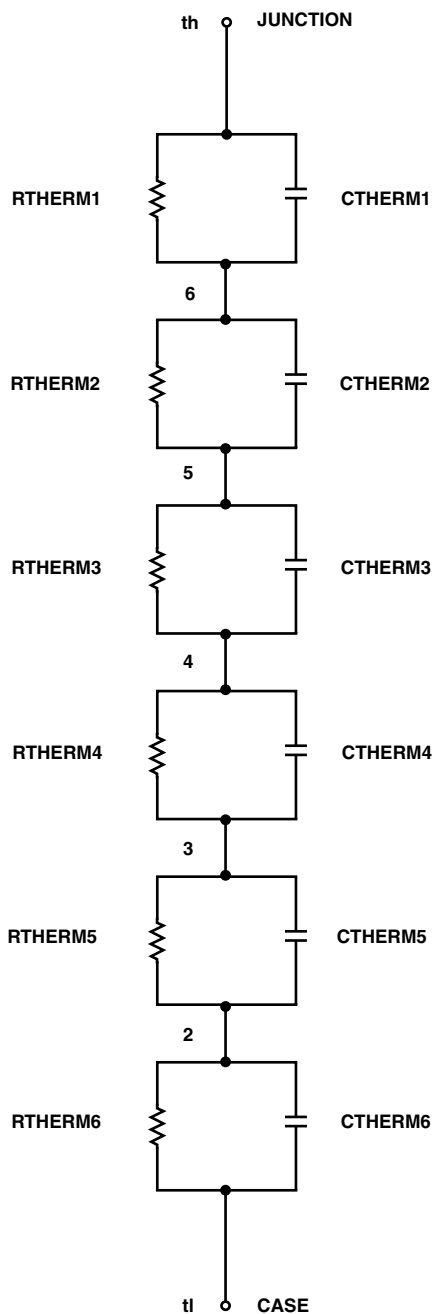 th JUNCTION
RTHERM1 CTHERM1
6
RTHERM2 CTHERM2
5
RTHERM3 CTHERM3
4
RTHERM4 CTHERM4
3
RTHERM5 CTHERM5
2
RTHERM6 CTHERM6
tl CASE